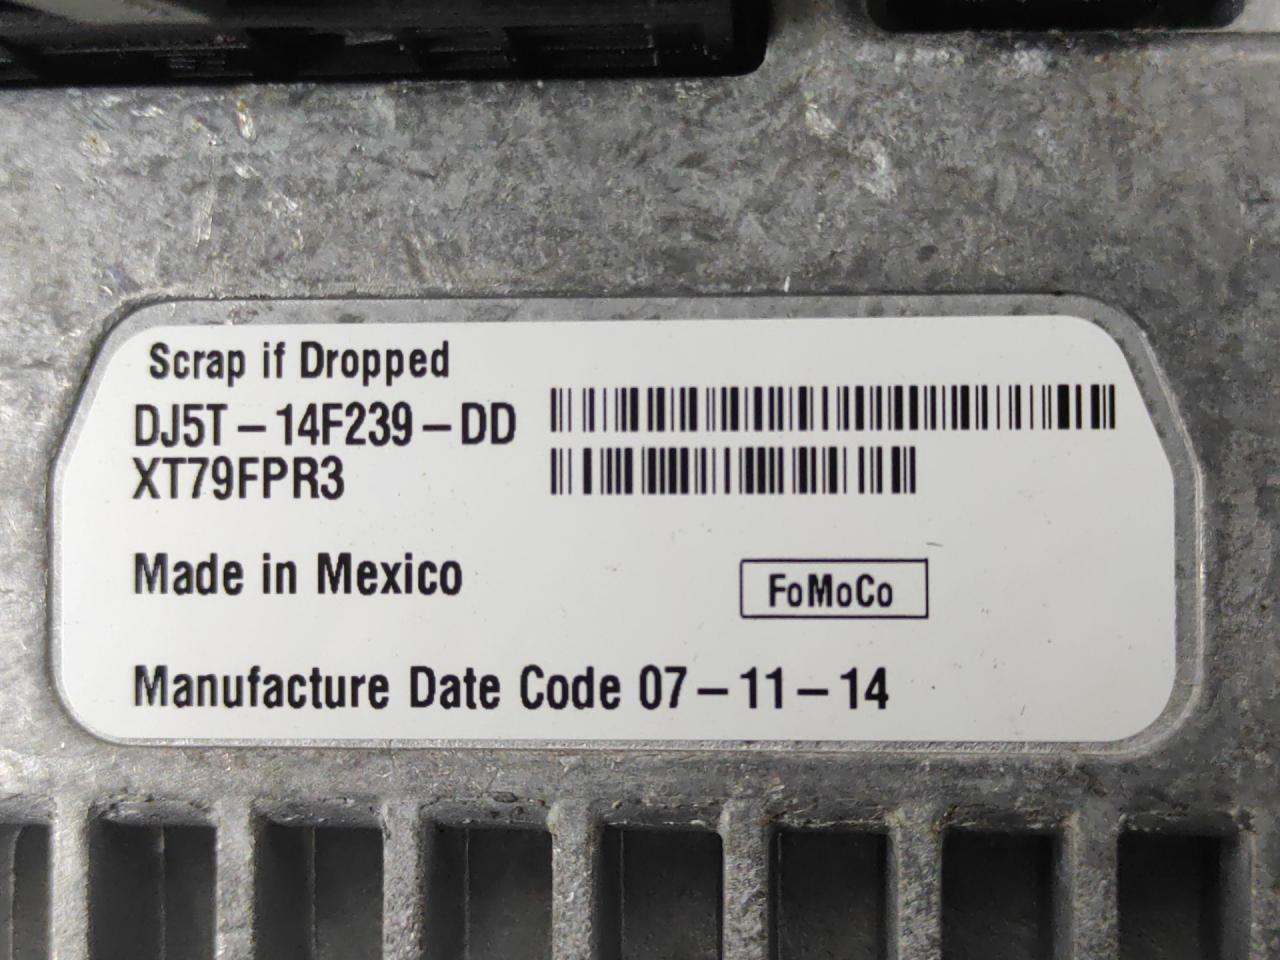 Scrap if Dropped
DJ5T-14F239-DD
XT79FPR3
Made in Mexico
FoMoCo
Manufacture Date Code 07-11-14